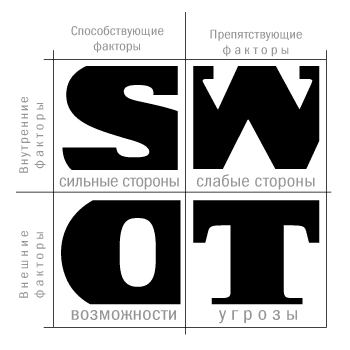 Способствующие
факторы
Препятствующие
факторы
Внутренние
факторы
S W
сильные стороны слабые стороны
Внешние
факторы
O T
возможности угрозы